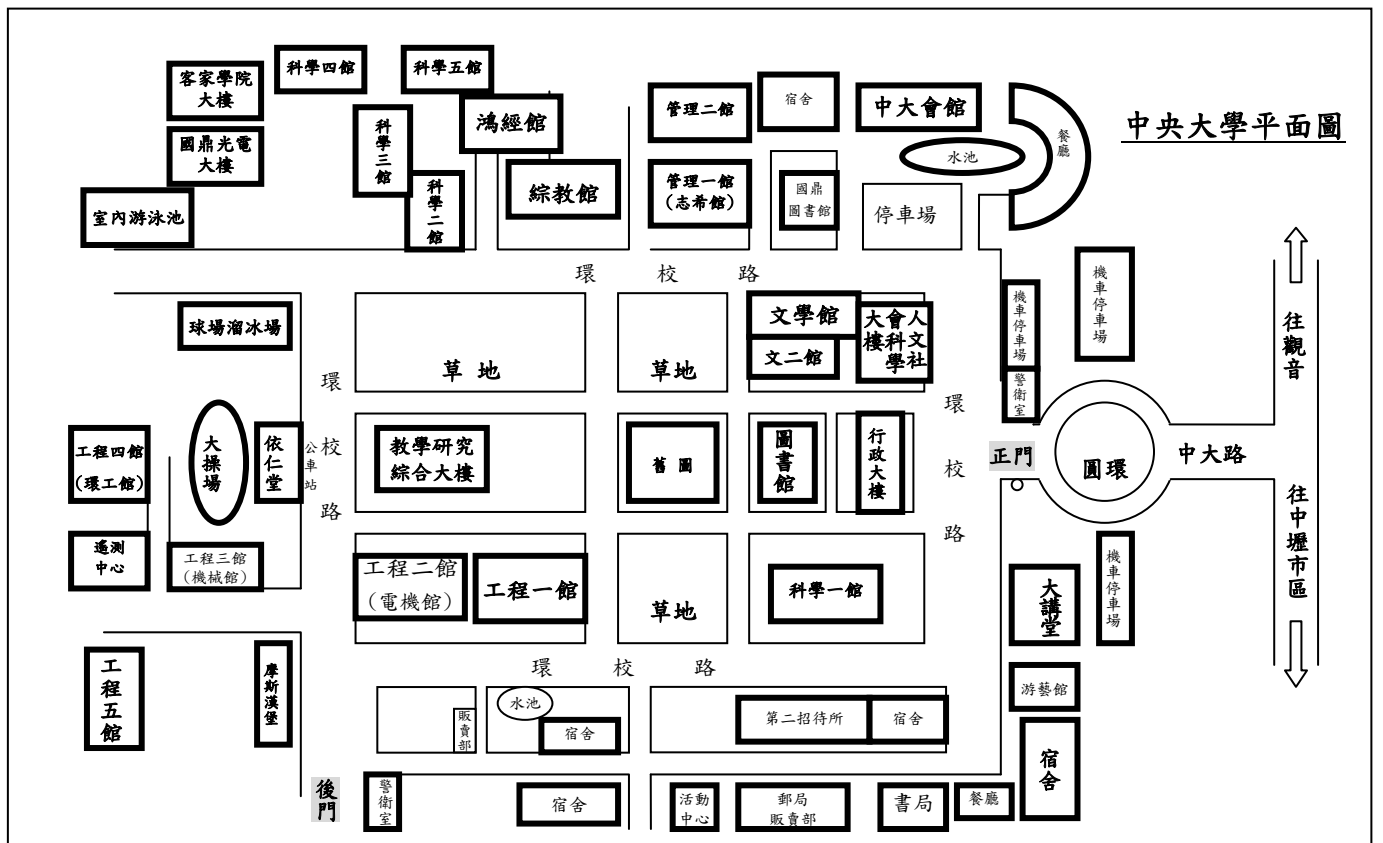 中央大學平面圖
客家學院
大樓
科學四館
科學五館
國鼎光電
大樓
科學三館
鴻經館
科學二館
綜教館
室內游泳池
管理二館
宿舍
中大會館
水池
餐廳
管理一館
(志希館)
國鼎
圖書館
停車場
環校路
機車停車場
機車停車場
往觀音
球場溜冰場
草地
草地
文學館
文二館
人文社
會科學
大樓
警衛室
環校路
環校路
工程四館
(環工館)
大操場
依仁堂
公車站
教學研究
綜合大樓
舊圖
圖書館
行政大樓
正門
圓環
中大路
往中壢市區
遙測
中心
工程三館
(機械館)
工程二館
(電機館)
工程一館
草地
科學一館
大講堂
機車停車場
環校路
工程五館
摩斯漢堡
販賣部
水池
宿舍
第二招待所
宿舍
游藝館
宿舍
後門
警衛室
宿舍
活動
中心
郵局
販賣部
書局
餐廳